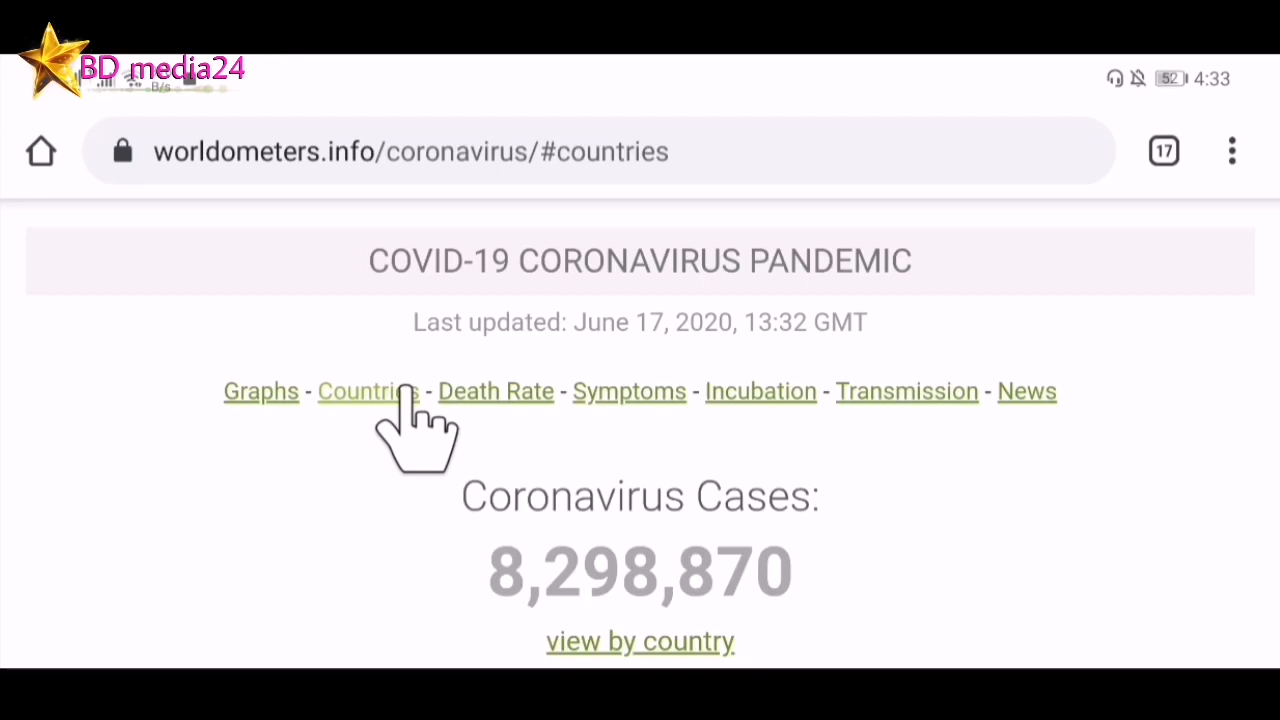 BD media24
B/s
52 4:33
worldometers.info/coronavirus/#countries
17
COVID-19 CORONAVIRUS PANDEMIC
Last updated: June 17, 2020, 13:32 GMT
Graphs - Countries - Death Rate - Symptoms - Incubation - Transmission - News
Coronavirus Cases:
8,298,870
view by country